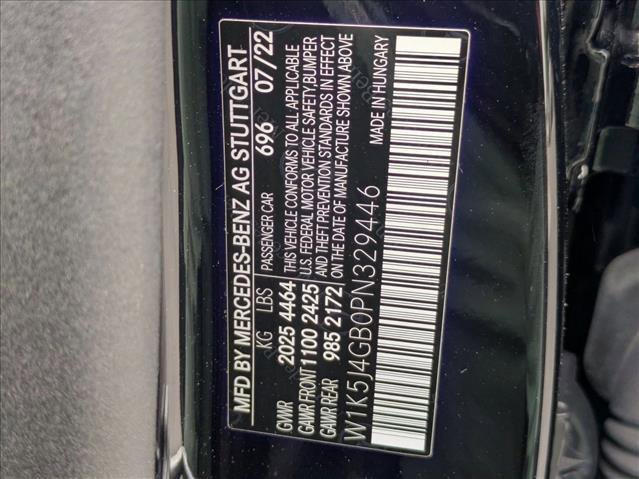 MFD BY MERCEDES-BENZ AG STUTTGART
KG LBS PASSENGER CAR 696 07/22
GVWR 2025 4464 THIS VEHICLE CONFORMS TO ALL APPLICABLE
GAWR FRONT 1100 2425 U.S. FEDERAL MOTOR VEHICLE SAFETY, BUMPER
GAWR REAR 985 2172 AND THEFT PREVENTION STANDARDS IN EFFECT
ON THE DATE OF MANUFACTURE SHOWN ABOVE
W1K5J4GB0PN329446 MADE IN HUNGARY